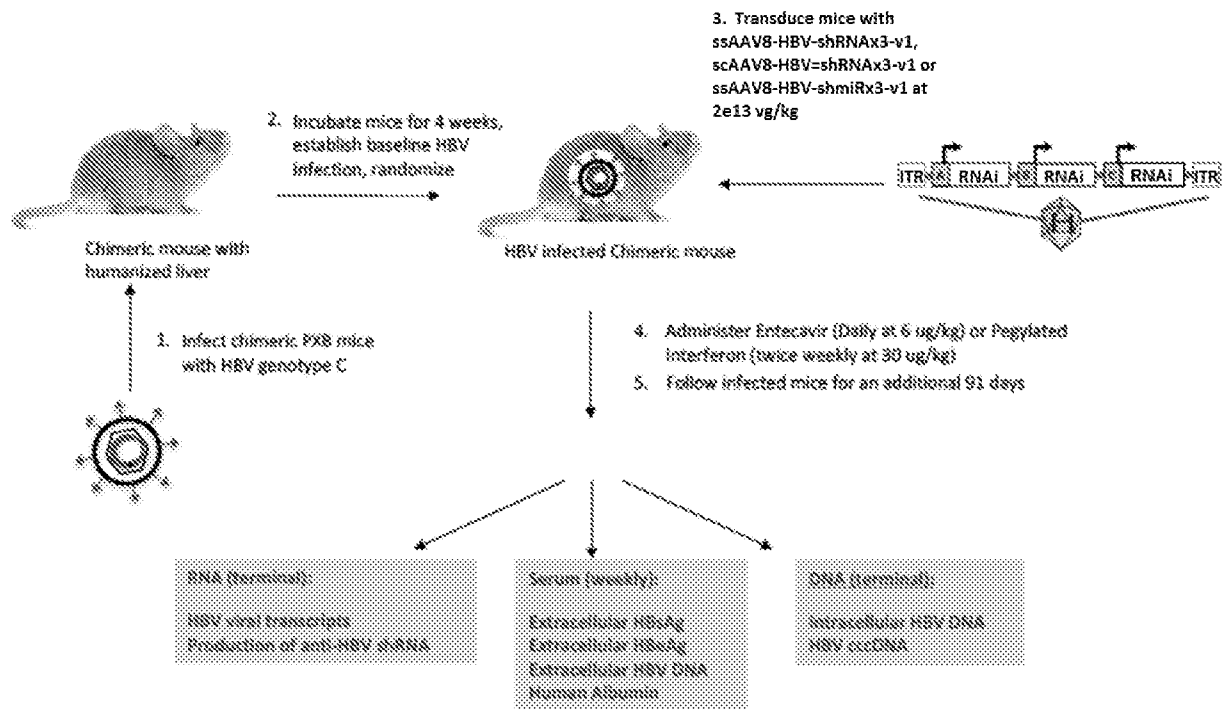 3. Transduce mice with
ssAAV8-HBV-shRNAx3-v1,
scAAV8-HBV=shRNAx3-v1 or
ssAAV8-HBV-shmiRx3-v1 at
2e13 vg/kg
2. Incubate mice for 4 weeks,
establish baseline HBV
infection, randomize
ITR RNAi RNAi RNAi ITR
Chimeric mouse with
humanized liver
HBV infected Chimeric mouse
1. Infect chimeric PXB mice
with HBV genotype C
4. Administer Entecavir (Daily at 6 ug/kg) or Pegylated
Interferon (twice weekly at 30 ug/kg)
5. Follow infected mice for an additional 91 days
RNA (terminal):
HBV viral transcripts
Production of anti-HBV shRNA
Serum (weekly):
Extracellular HBsAg
Extracellular HBeAg
Extracellular HBV DNA
Human Albumin
DNA (terminal):
Intracellular HBV DNA
HBV cccDNA